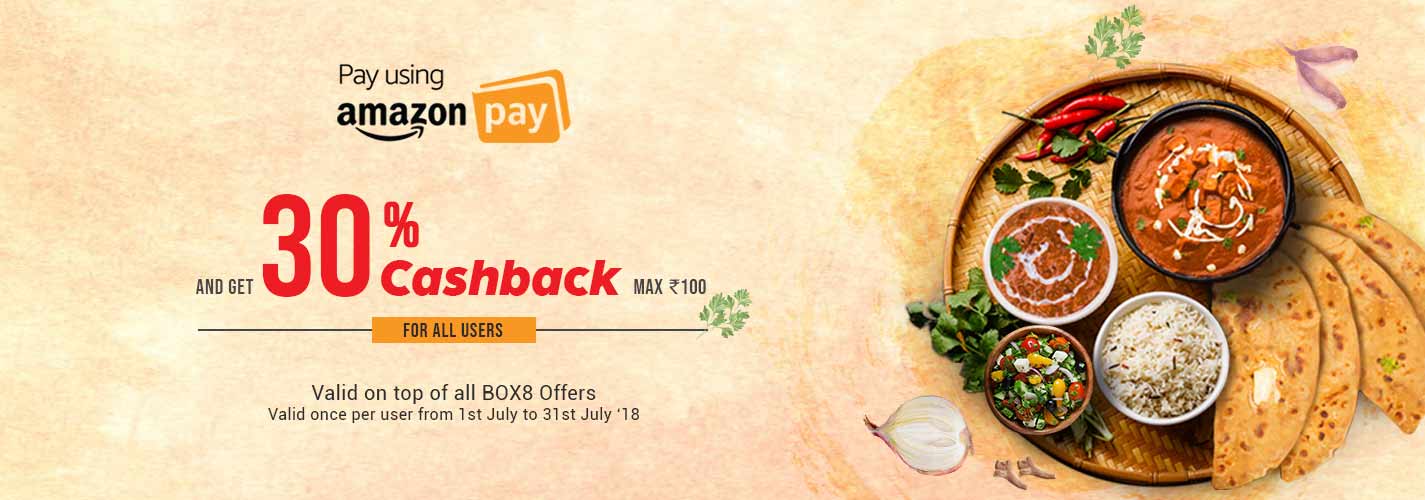 Pay using
amazon pay
AND GET 30% Cashback MAX ₹100
FOR ALL USERS
Valid on top of all BOX8 Offers
Valid once per user from 1st July to 31st July ‘18